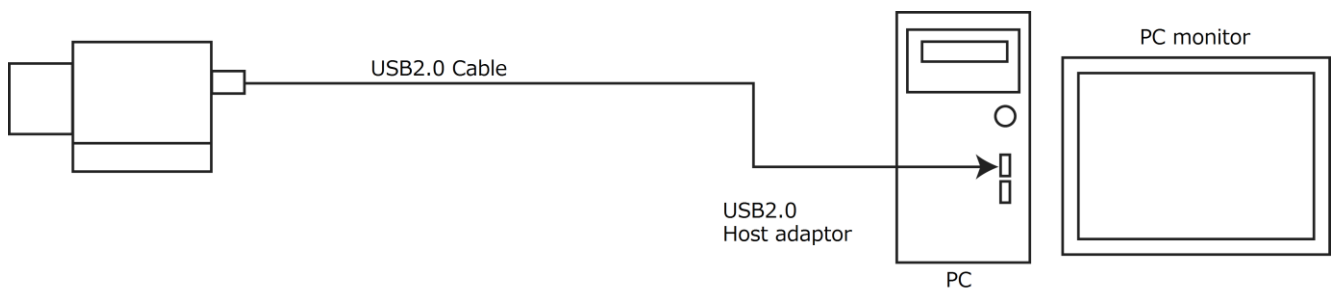 PC monitor
USB2.0 Cable
USB2.0
Host adaptor
PC